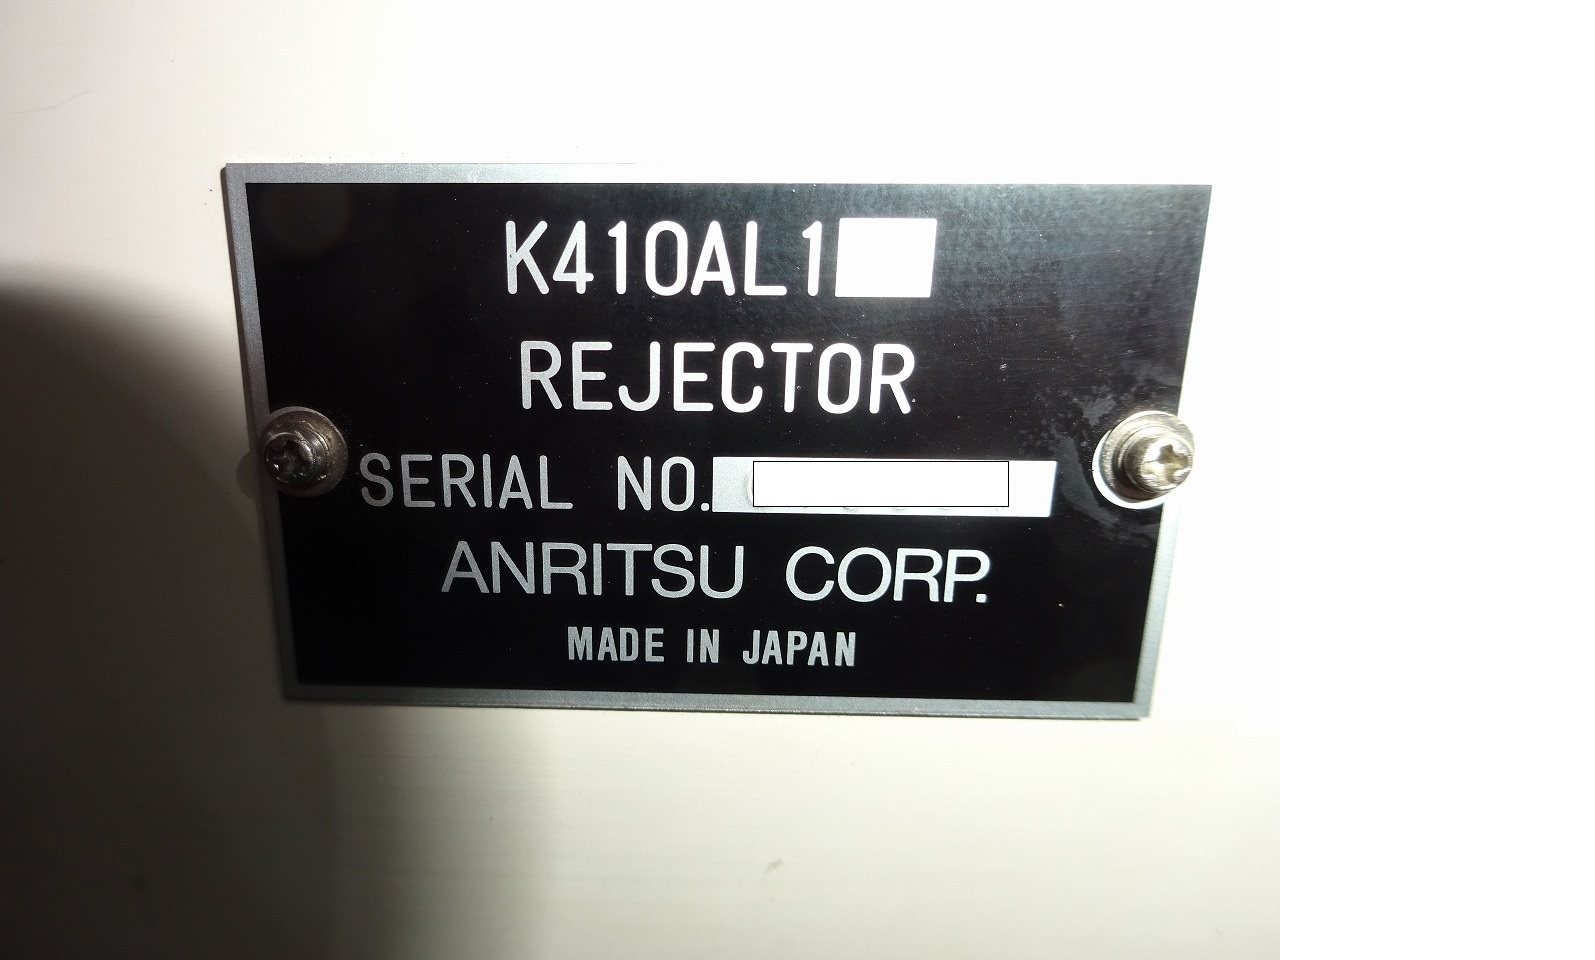 K410AL1
REJECTOR
SERIAL NO.
ANRITSU CORP.
MADE IN JAPAN